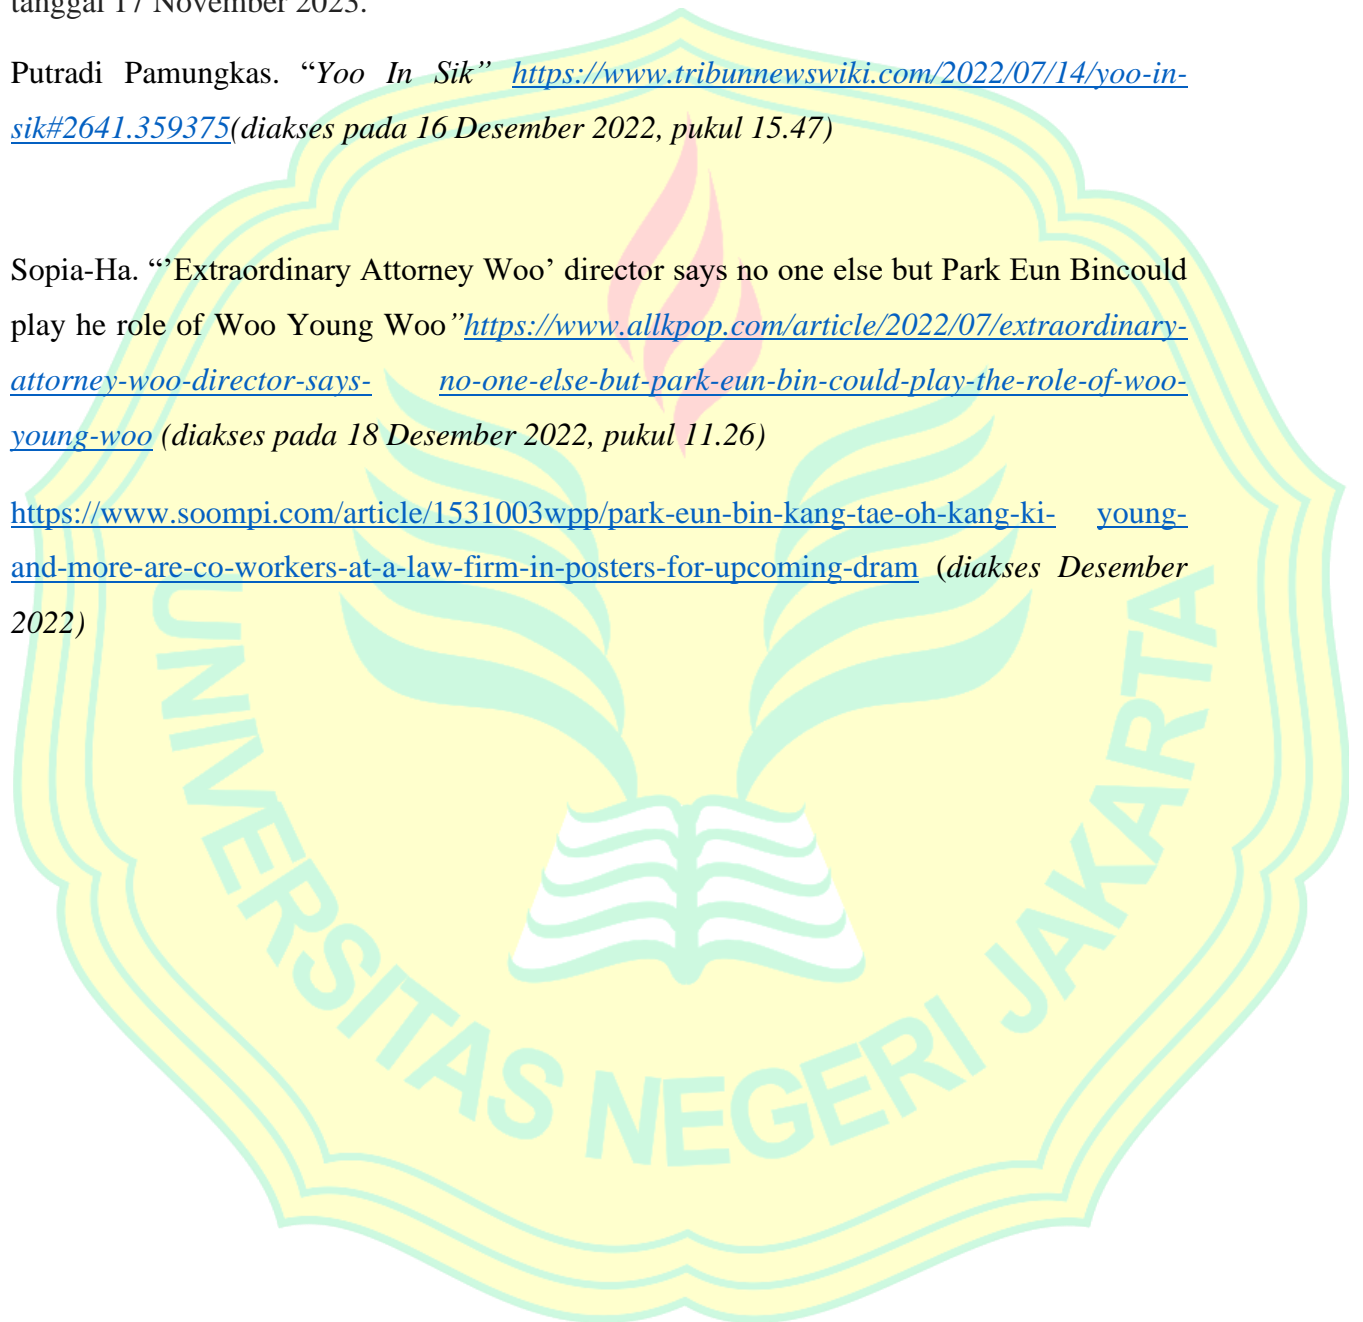 tanggal 17 November 2023.
Putradi Pamungkas. “Yoo In Sik” https://www.tribunnewswiki.com/2022/07/14/yoo-in-
sik#2641.359375(diakses pada 16 Desember 2022, pukul 15.47)
Sopia-Ha. “’Extraordinary Attorney Woo’ director says no one else but Park Eun Bincould
play he role of Woo Young Woo”https://www.allkpop.com/article/2022/07/extraordinary-
attorney-woo-director-says- no-one-else-but-park-eun-bin-could-play-the-role-of-woo-
young-woo (diakses pada 18 Desember 2022, pukul 11.26)
https://www.soompi.com/article/1531003wpp/park-eun-bin-kang-tae-oh-kang-ki- young-
and-more-are-co-workers-at-a-law-firm-in-posters-for-upcoming-dram (diakses Desember
2022)
UNIVERSITAS NEGERI JAKARTA